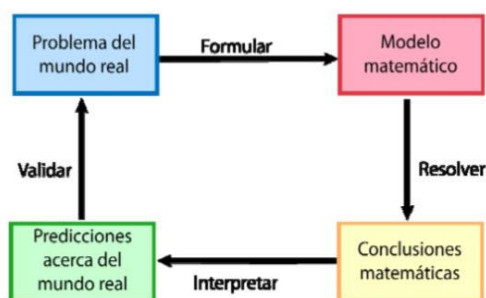 Problema del
mundo real
Formular
Modelo
matemático
Resolver
Conclusiones
matemáticas
Interpretar
Predicciones
acerca del
mundo real
Validar